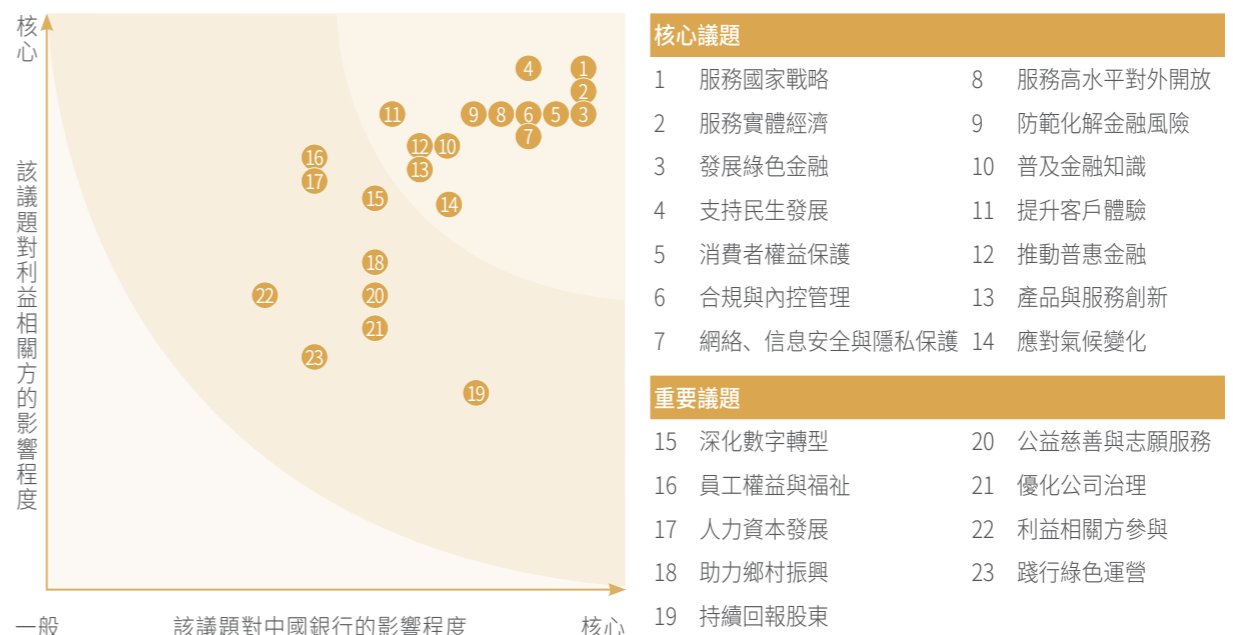 核心
該議題對利益相關方的影響程度
4 1
2
11 9 8 6 5 3
7
12 10
16
13
17
15
14
18
22 20
21
23
19
一般 該議題對中國銀行的影響程度 核心
核心議題
1 服務國家戰略 8 服務高水平對外開放
2 服務實體經濟 9 防範化解金融風險
3 發展綠色金融 10 普及金融知識
4 支持民生發展 11 提升客戶體驗
5 消費者權益保護 12 推動普惠金融
6 合規與內控管理 13 產品與服務創新
7 網絡、信息安全與隱私保護 14 應對氣候變化
重要議題
15 深化數字轉型 20 公益慈善與志願服務
16 員工權益與福祉 21 優化公司治理
17 人力資本發展 22 利益相關方參與
18 助力鄉村振興 23 踐行綠色運營
19 持續回報股東